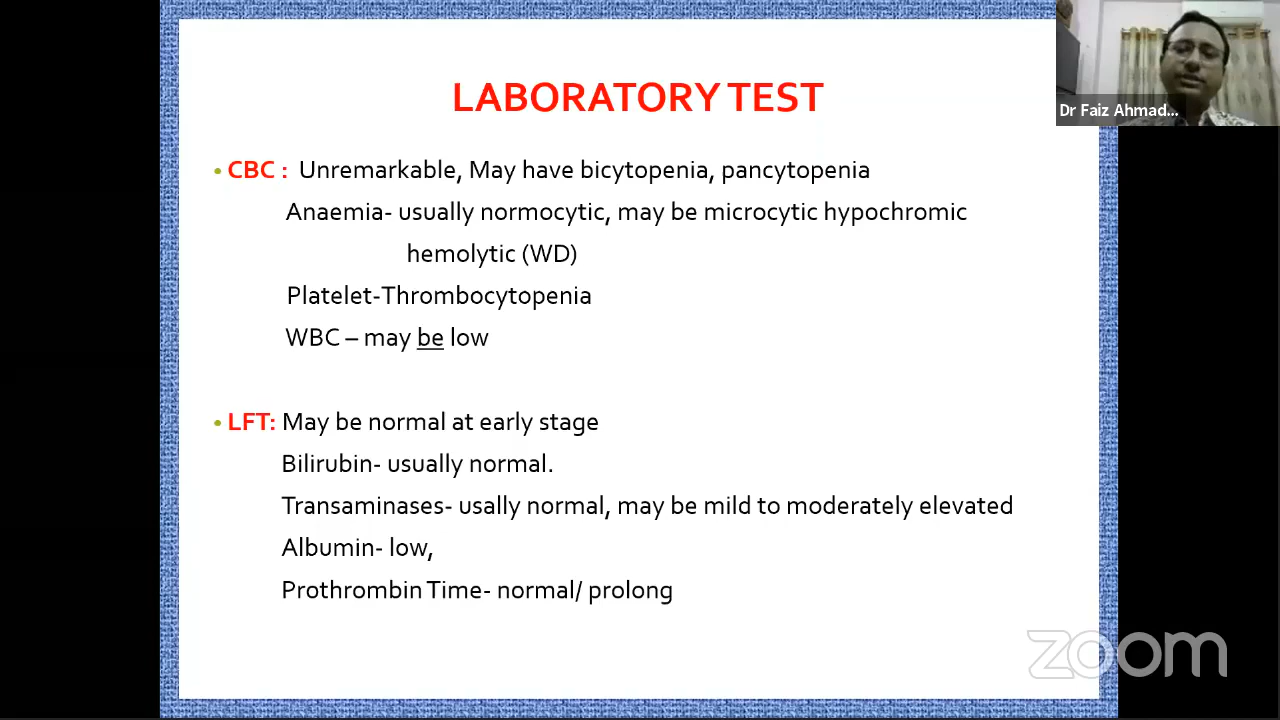 LABORATORY TEST
Dr Faiz Ahmad...
• CBC : Unremarkable, May have bicytopenia, pancytopenia
Anaemia- usually normocytic, may be microcytic hypochromic
hemolytic (WD)
Platelet-Thrombocytopenia
WBC – may be low
• LFT: May be normal at early stage
Bilirubin- usually normal.
Transaminases- usally normal, may be mild to moderately elevated
Albumin- low,
Prothrombin Time- normal/ prolong
zoom